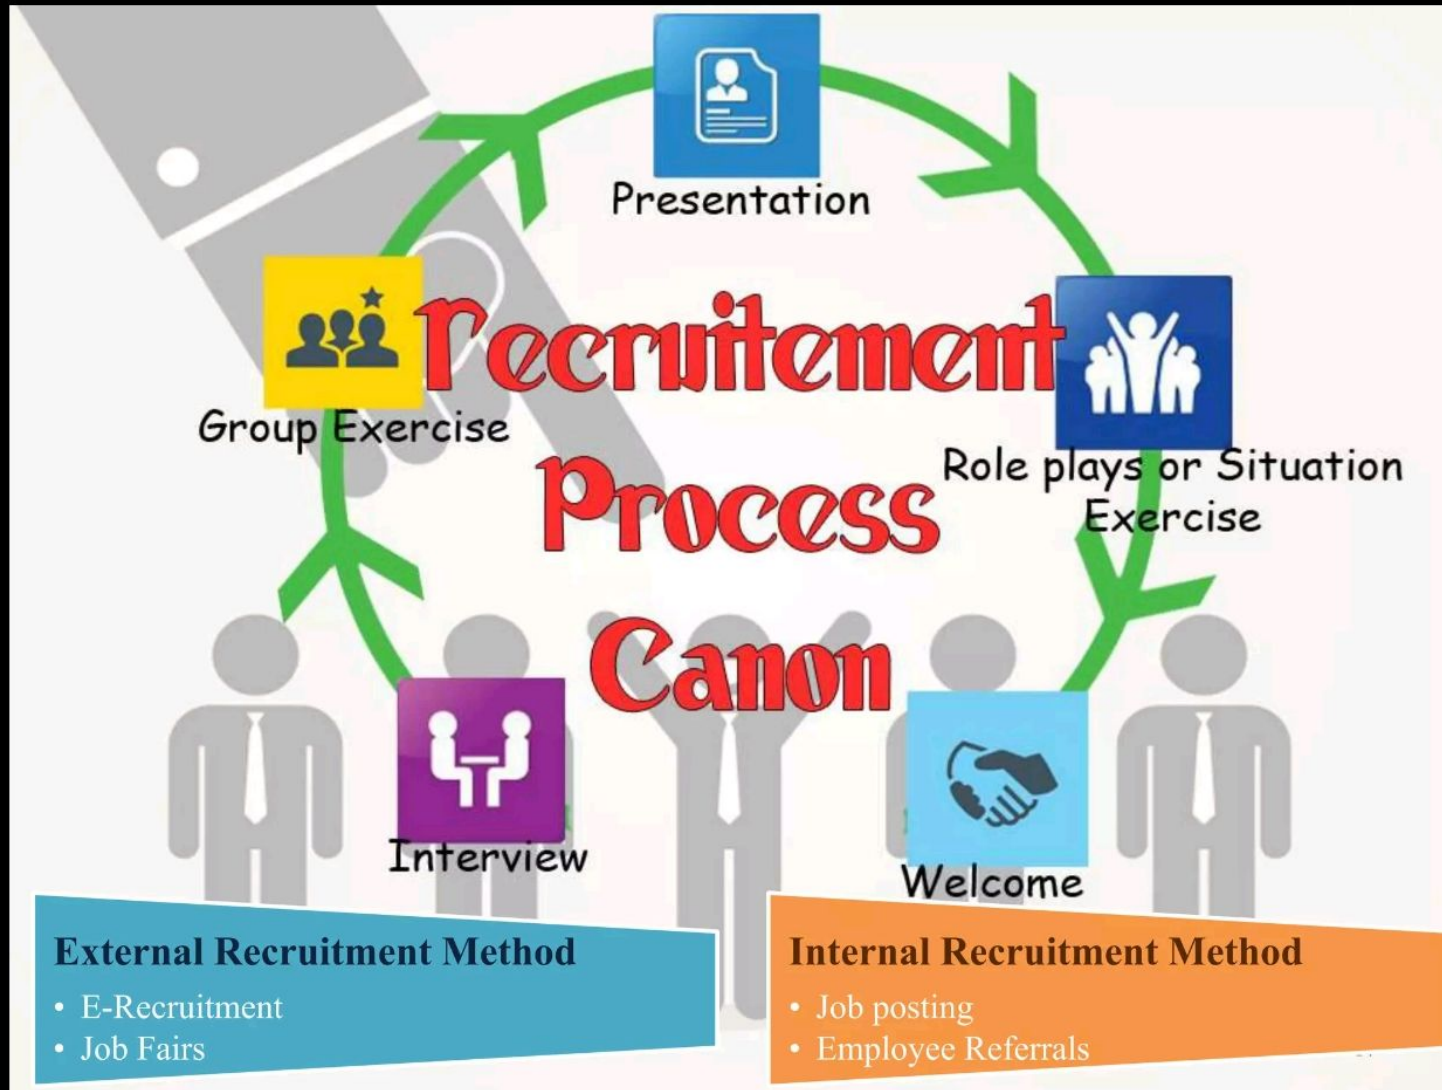 Presentation
Group Exercise
recruitement
Process
Canon
Role plays or Situation
Exercise
Interview
Welcome
External Recruitment Method
• E-Recruitment
• Job Fairs
Internal Recruitment Method
• Job posting
• Employee Referrals